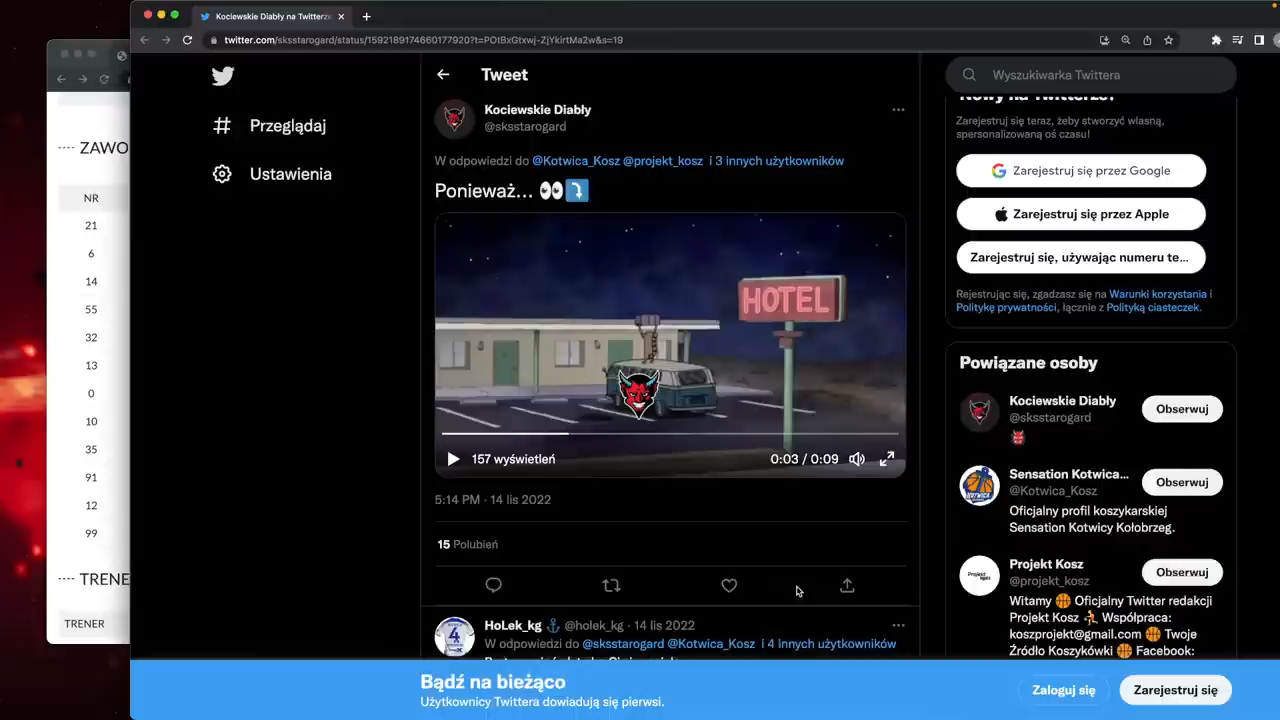 Kociewskie Diabły na Twitterze
twitter.com/sksstarogard/status/1592189174660177920?t=POtBxGtxwj-ZjYkirtMa2w&s=19
ZAWO
NR
21
6
14
55
32
13
0
10
35
91
12
99
TRENE
TRENER
Przeglądaj
Ustawienia
Tweet
Kociewskie Diabły
@sksstarogard
W odpowiedzi do @Kotwica_Kosz @projekt_kosz i 3 innych użytkowników
Ponieważ... 👀⤵️
HOTEL
157 wyświetleń
0:03 / 0:09
5:14 PM · 14 lis 2022
15 Polubień
HoLek_kg ⚓ @holek_kg · 14 lis 2022
W odpowiedzi do @sksstarogard @Kotwica_Kosz i 4 innych użytkowników
Wyszukiwarka Twittera
Nowy na Twitterze?
Zarejestruj się teraz, żeby stworzyć własną,
spersonalizowaną oś czasu!
Zarejestruj się przez Google
Zarejestruj się przez Apple
Zarejestruj się, używając numeru te...
Rejestrując się, zgadzasz się na Warunki korzystania i
Politykę prywatności, łącznie z Polityką ciasteczek.
Powiązane osoby
Kociewskie Diabły
@sksstarogard
Obserwuj
Sensation Kotwica...
@Kotwica_Kosz
Obserwuj
Oficjalny profil koszykarskiej
Sensation Kotwicy Kołobrzeg.
Projekt Kosz
@projekt_kosz
Obserwuj
Witamy 🏀 Oficjalny Twitter redakcji
Projekt Kosz ⛹️ Współpraca:
koszprojekt@gmail.com 🏀 Twoje
Źródło Koszykówki 🏀 Facebook:
Bądź na bieżąco
Użytkownicy Twittera dowiadują się pierwsi.
Zaloguj się
Zarejestruj się